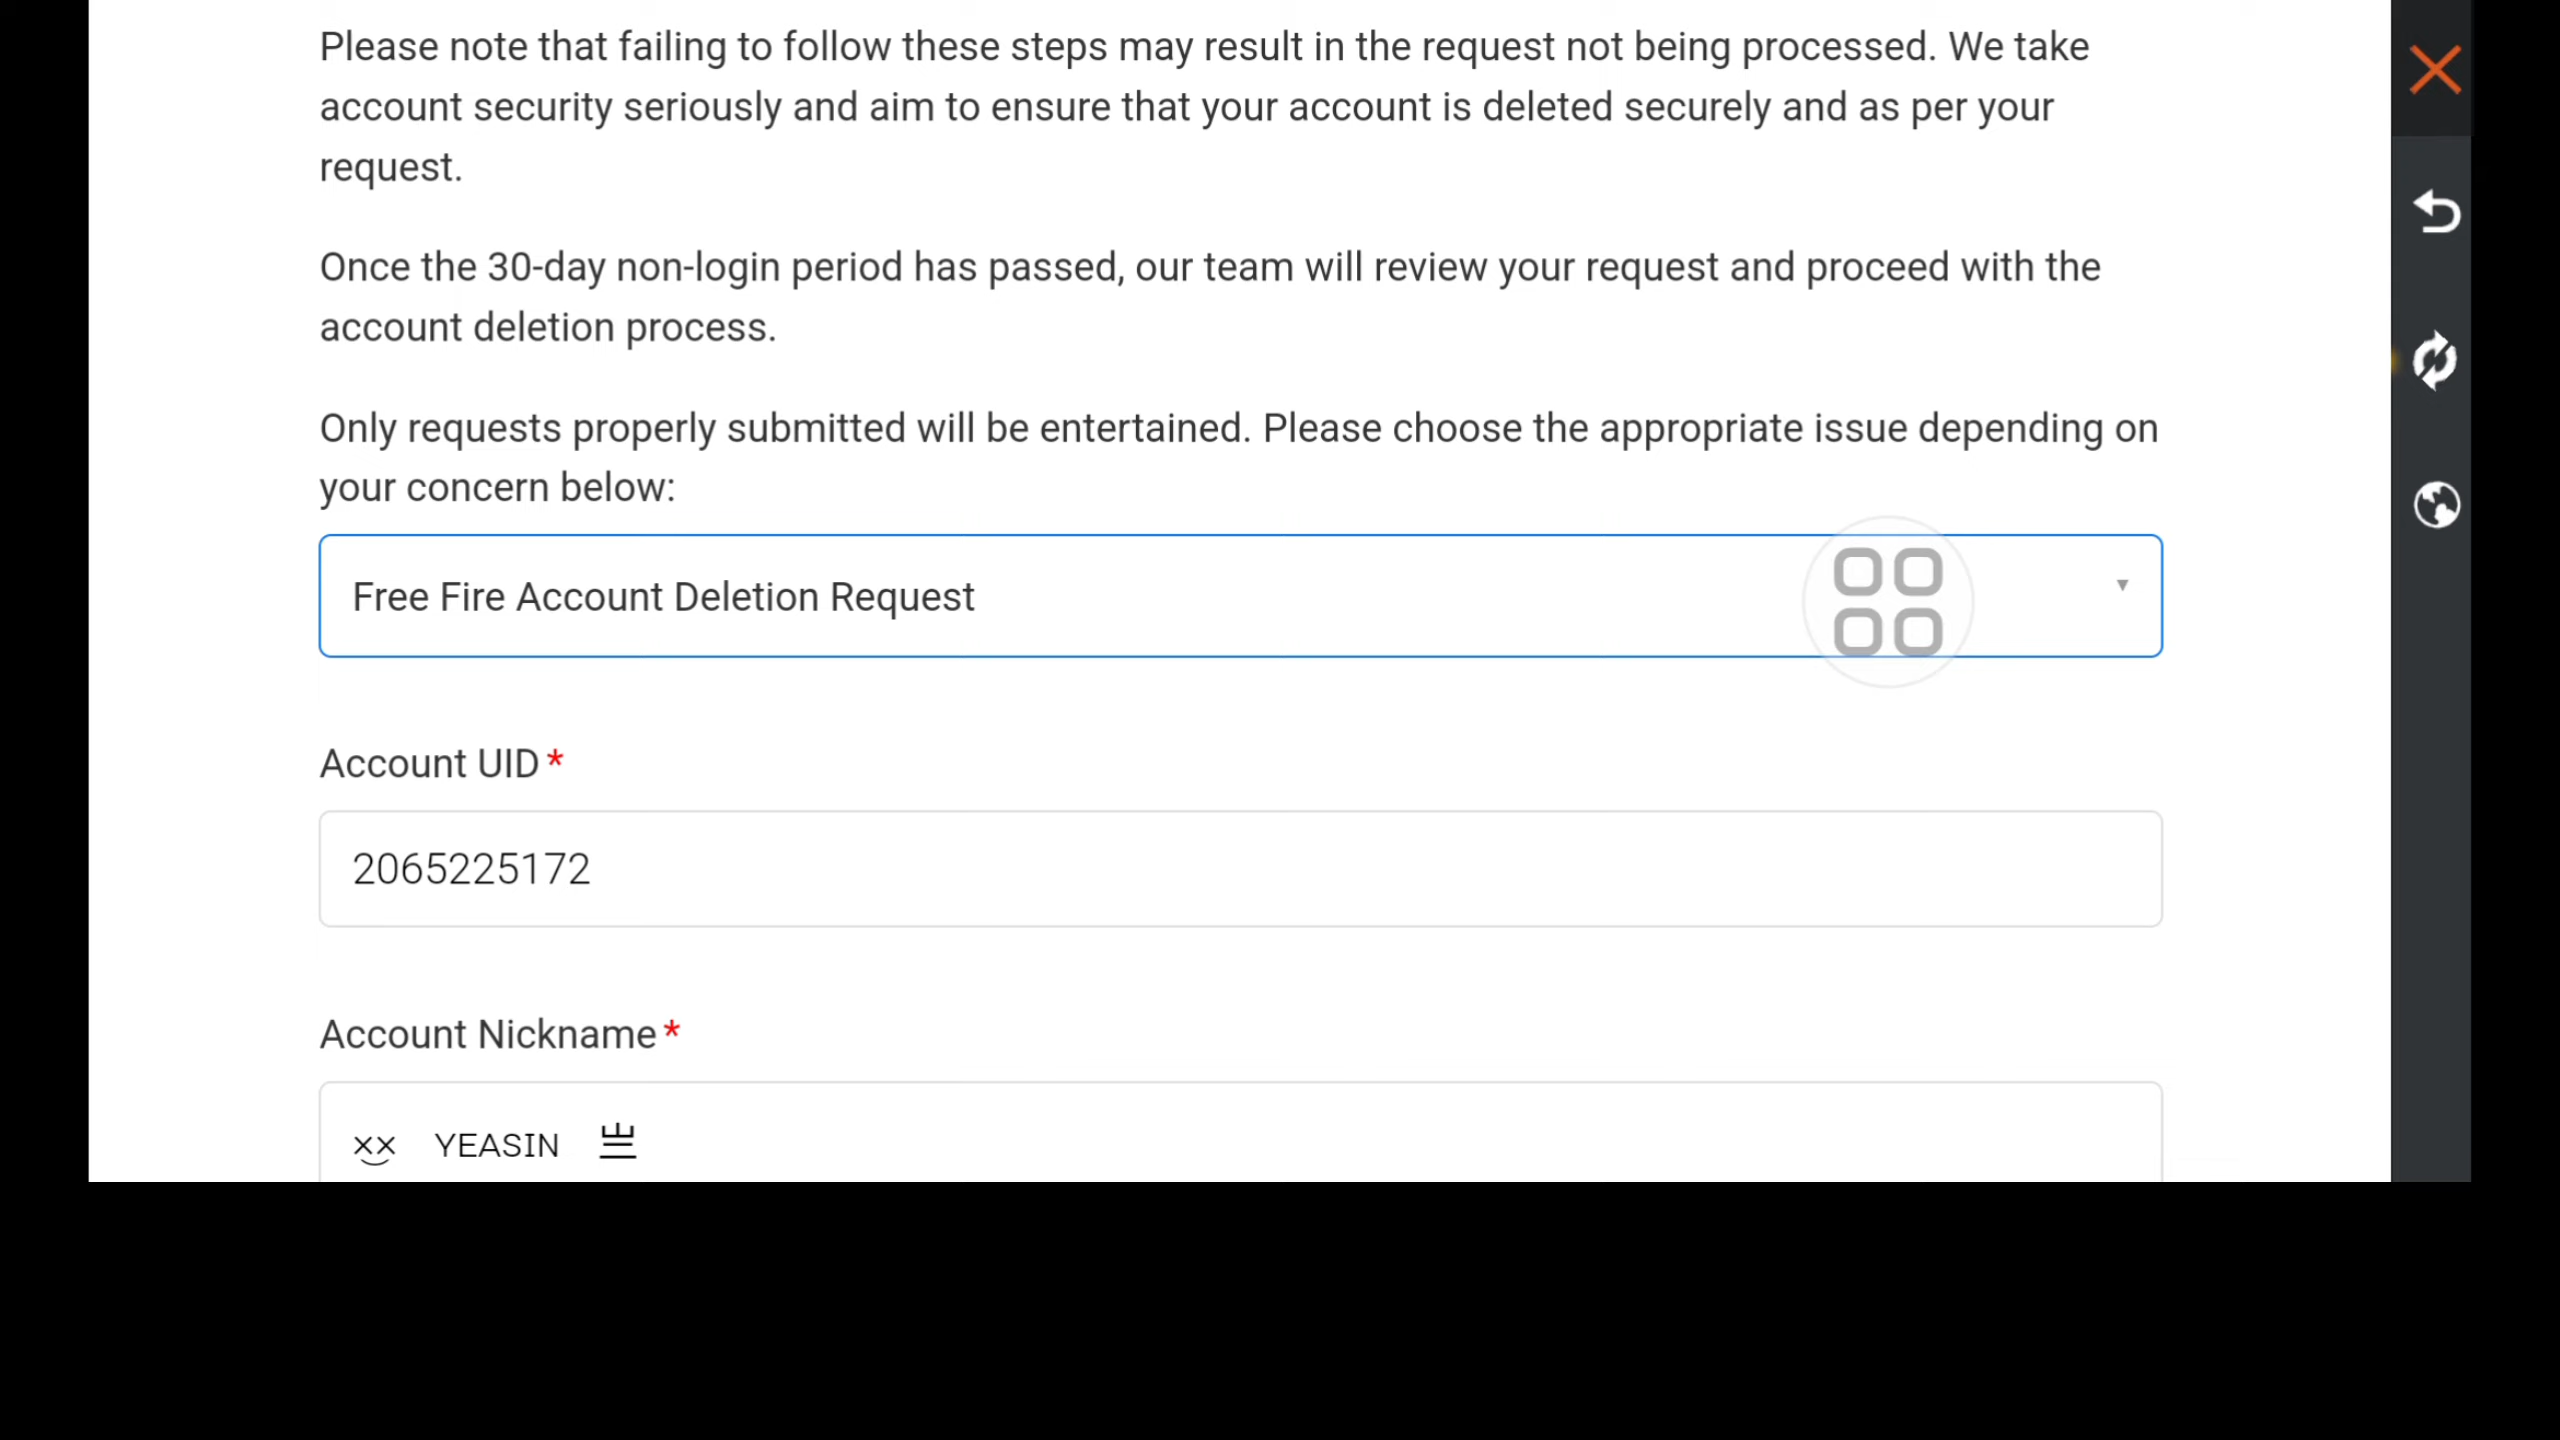 Please note that failing to follow these steps may result in the request not being processed. We take
account security seriously and aim to ensure that your account is deleted securely and as per your
request.
Once the 30-day non-login period has passed, our team will review your request and proceed with the
account deletion process.
Only requests properly submitted will be entertained. Please choose the appropriate issue depending on
your concern below:
Free Fire Account Deletion Request
Account UID*
2065225172
Account Nickname*
YEASIN 亗